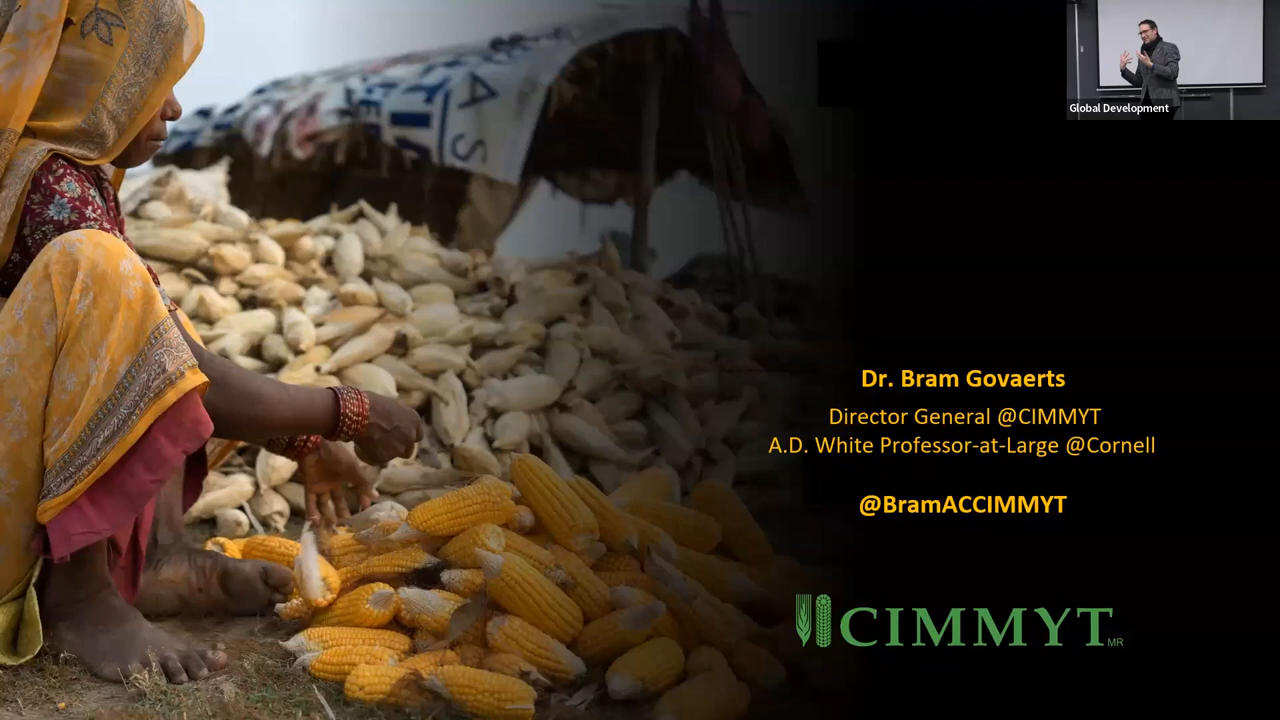 Global Development
Dr. Bram Govaerts
Director General @CIMMYT
A.D. White Professor-at-Large @Cornell
@BramACCIMMYT
CIMMYT MR